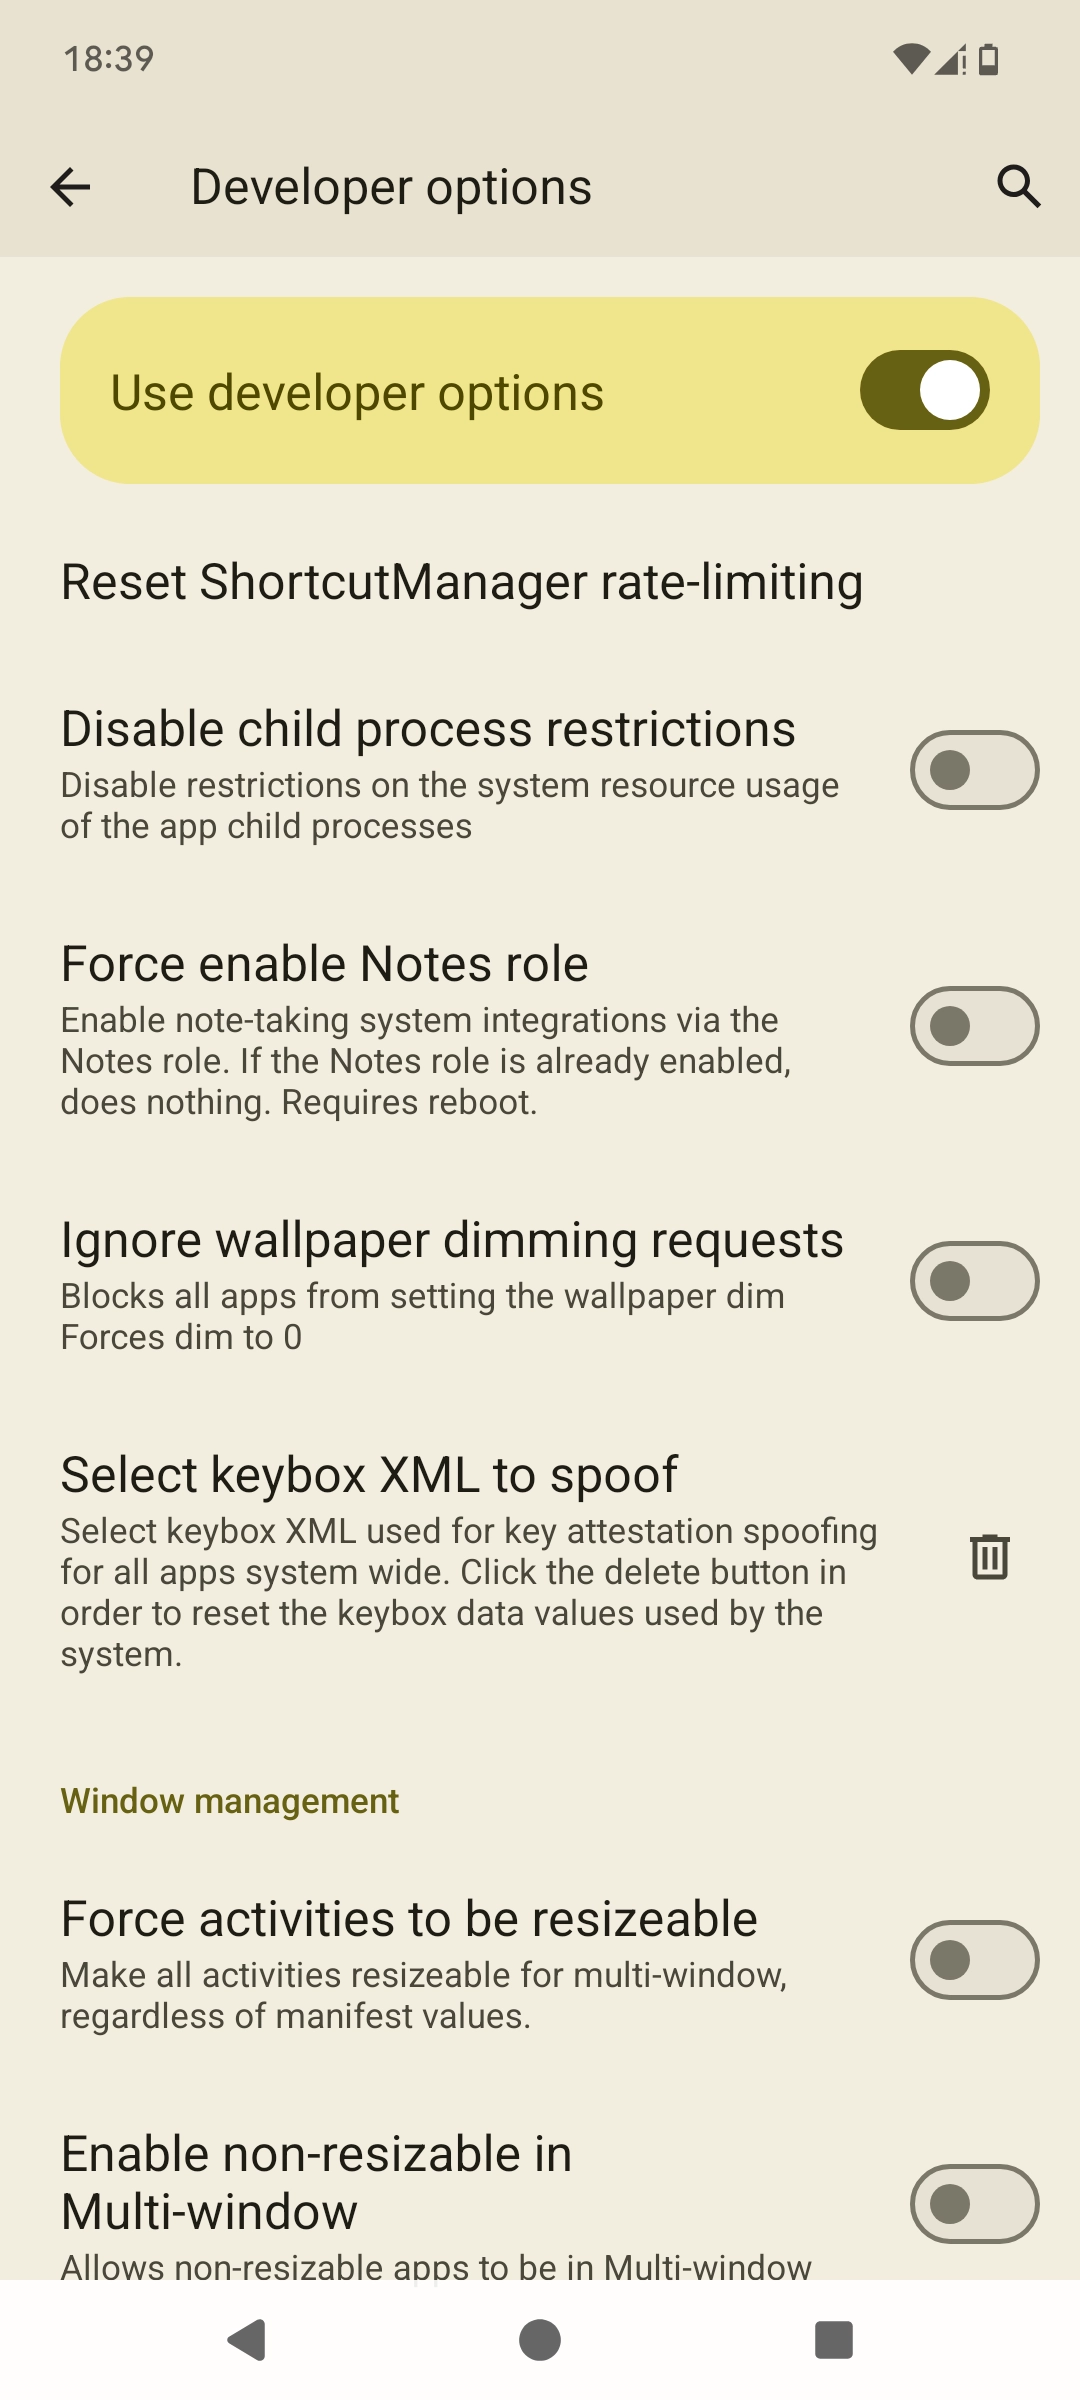 18:39
Developer options
Use developer options
Reset ShortcutManager rate-limiting
Disable child process restrictions
Disable restrictions on the system resource usage
of the app child processes
Force enable Notes role
Enable note-taking system integrations via the
Notes role. If the Notes role is already enabled,
does nothing. Requires reboot.
Ignore wallpaper dimming requests
Blocks all apps from setting the wallpaper dim
Forces dim to 0
Select keybox XML to spoof
Select keybox XML used for key attestation spoofing
for all apps system wide. Click the delete button in
order to reset the keybox data values used by the
system.
Window management
Force activities to be resizeable
Make all activities resizeable for multi-window,
regardless of manifest values.
Enable non-resizable in
Multi-window
Allows non-resizable apps to be in Multi-window